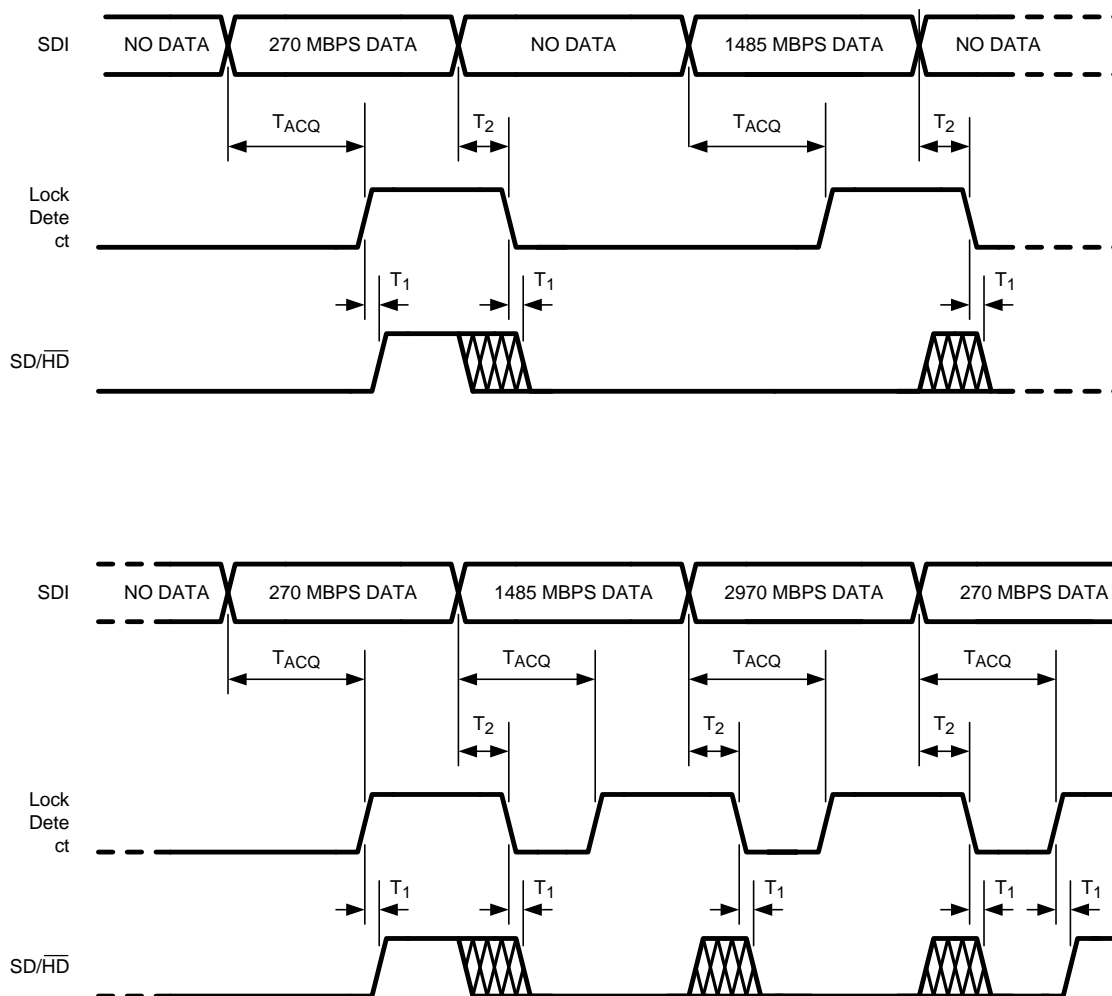 SDI NO DATA 270 MBPS DATA NO DATA 1485 MBPS DATA NO DATA
TACQ T2 TACQ T2
Lock
Dete
ct
T1 T1 T1
SD/HD
SDI NO DATA 270 MBPS DATA 1485 MBPS DATA 2970 MBPS DATA 270 MBPS DATA
TACQ TACQ TACQ TACQ
T2 T2 T2
Lock
Dete
ct
T1 T1 T1 T1 T1
SD/HD